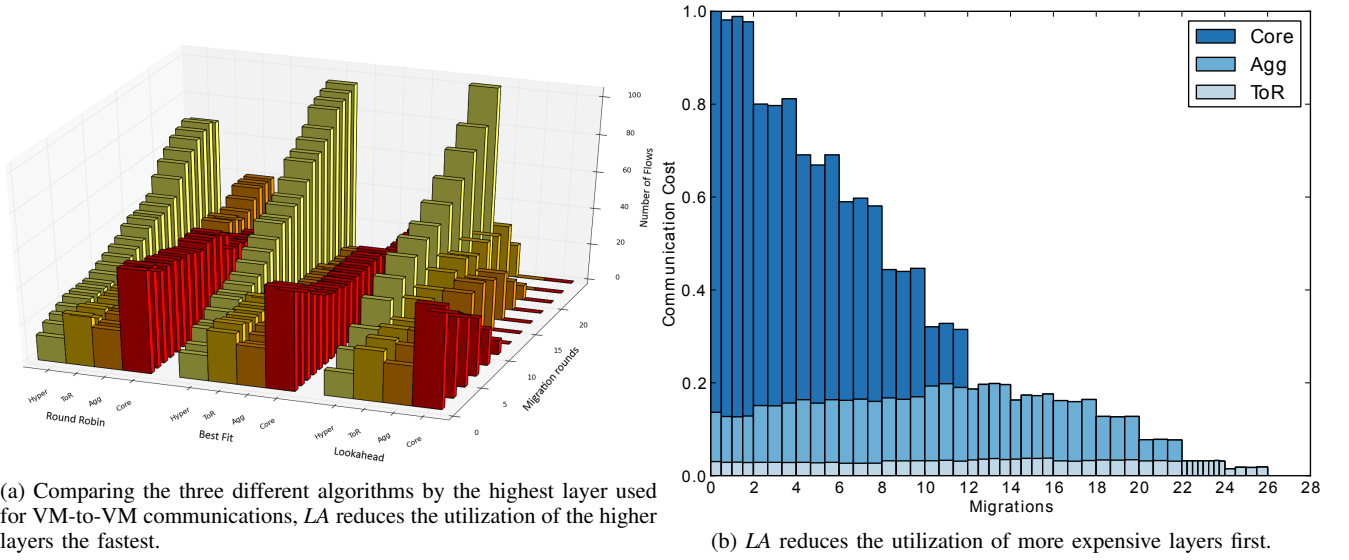 100
80
60
40
20
0
Number of Flows
20
15
10
5
0
Migration rounds
Hyper
ToR
Agg
Core
Round Robin
Hyper
ToR
Agg
Core
Best Fit
Hyper
ToR
Agg
Core
Lookahead
(a) Comparing the three different algorithms by the highest layer used
for VM-to-VM communications, LA reduces the utilization of the higher
layers the fastest.
1.0
0.8
0.6
0.4
0.2
0.0
Communication Cost
Core
Agg
ToR
0 2 4 6 8 10 12 14 16 18 20 22 24 26 28
Migrations
(b) LA reduces the utilization of more expensive layers first.